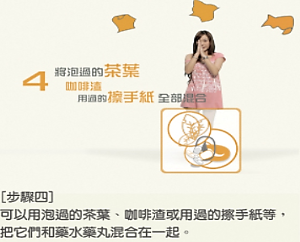 4 將泡過的茶葉
咖啡渣
用過的擦手紙 全部混合
[步驟四]
可以用泡過的茶葉、咖啡渣或用過的擦手紙等，
把它們和藥水藥丸混合在一起。